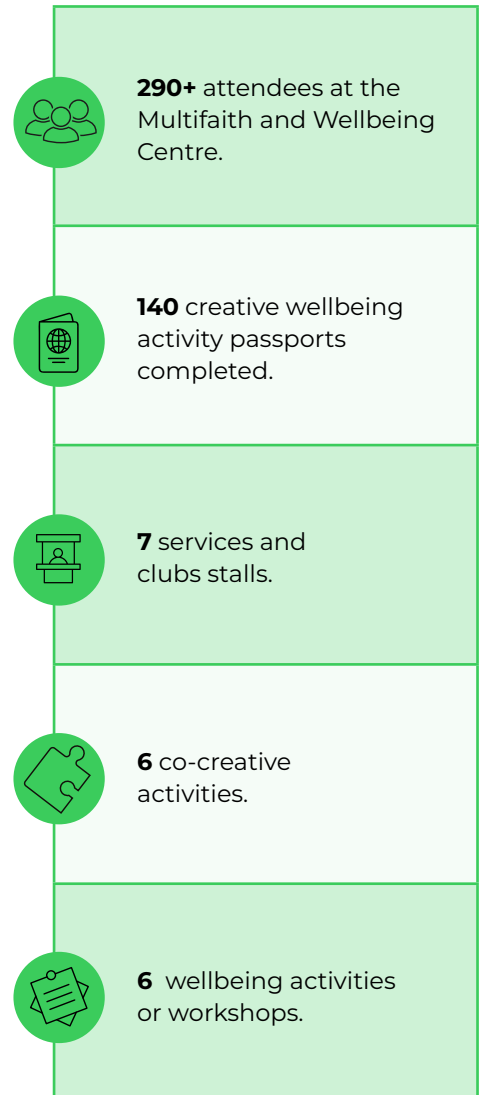 290+ attendees at the
Multifaith and Wellbeing
Centre.
140 creative wellbeing
activity passports
completed.
7 services and
clubs stalls.
6 co-creative
activities.
6 wellbeing activities
or workshops.